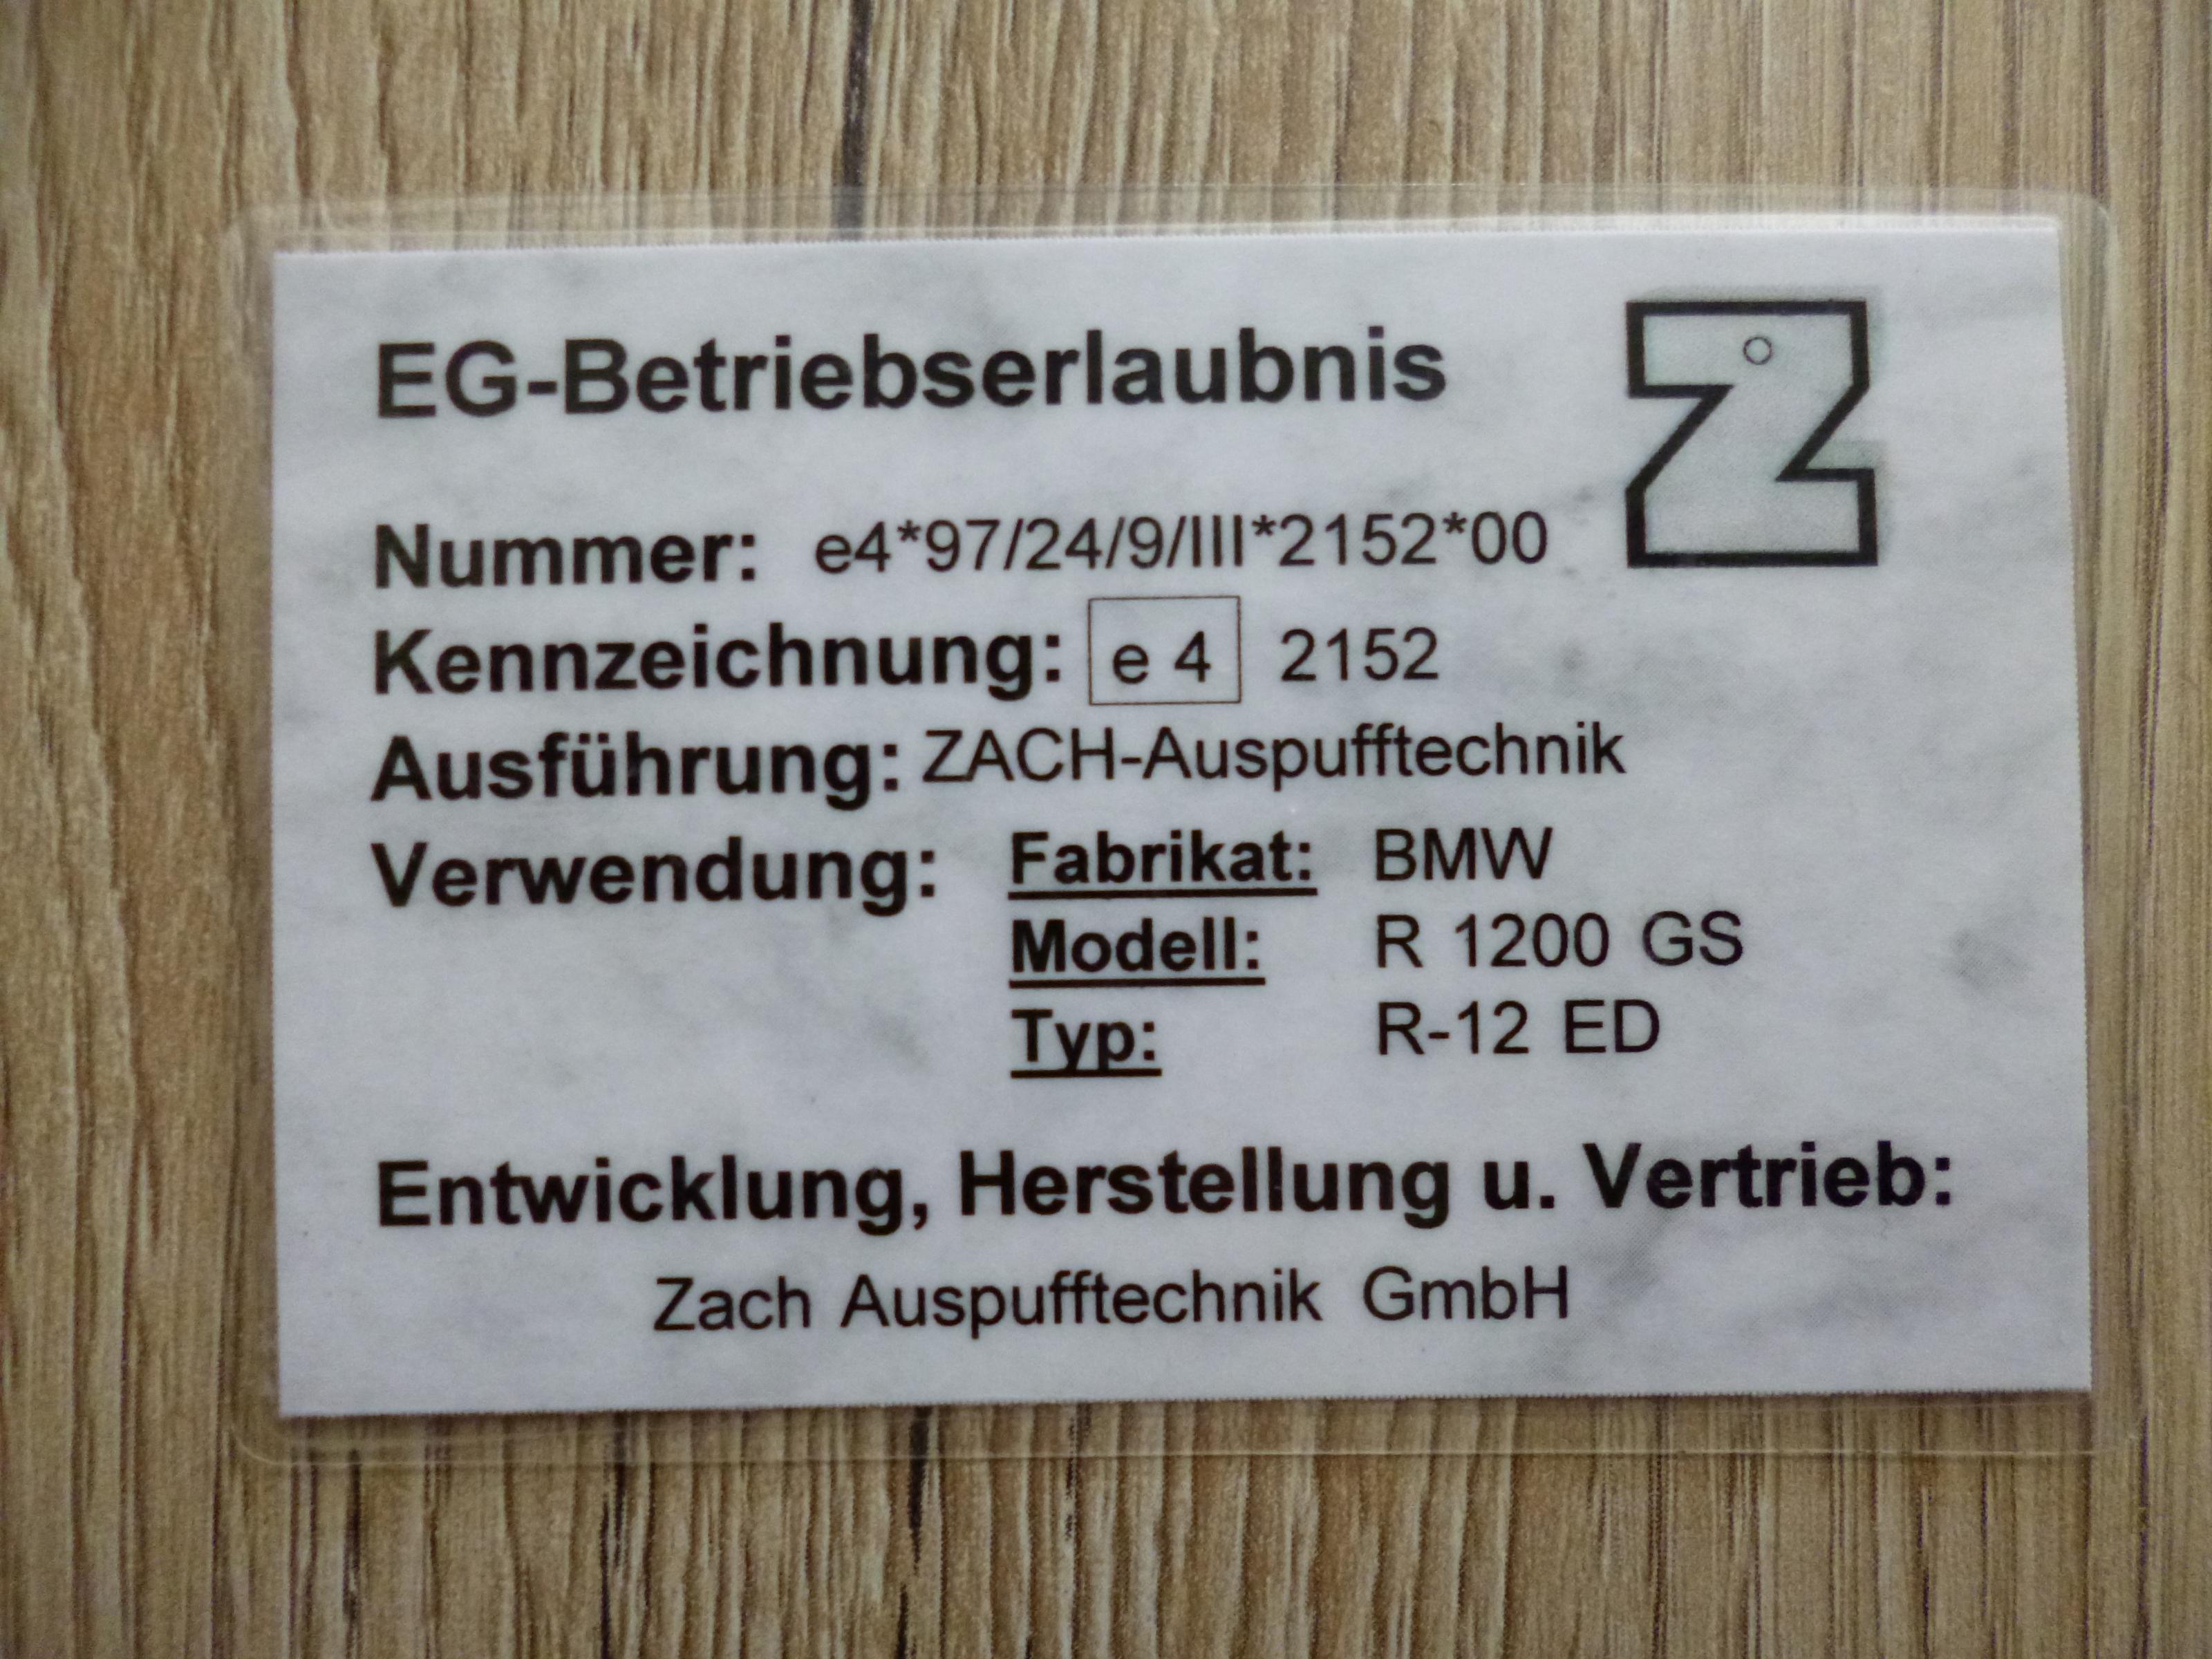 EG-Betriebserlaubnis
Z
Nummer: e4*97/24/9/III*2152*00
Kennzeichnung: e 4 2152
Ausführung: ZACH-Auspufftechnik
Verwendung: Fabrikat: BMW
Modell: R 1200 GS
Typ: R-12 ED
Entwicklung, Herstellung u. Vertrieb:
Zach Auspufftechnik GmbH